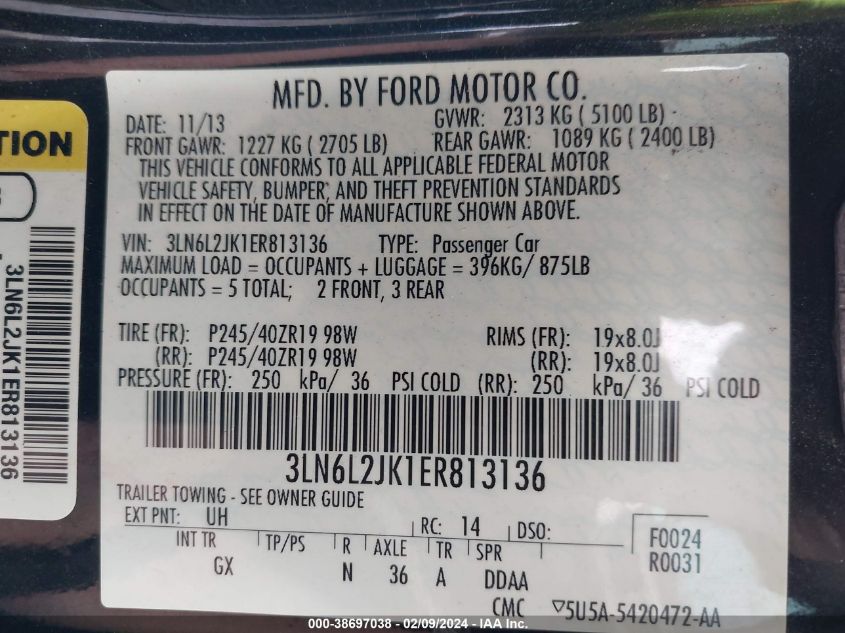 MFD. BY FORD MOTOR CO.
DATE: 11/13
GVWR: 2313 KG ( 5100 LB)
FRONT GAWR: 1227 KG ( 2705 LB)
REAR GAWR: 1089 KG ( 2400 LB)
THIS VEHICLE CONFORMS TO ALL APPLICABLE FEDERAL MOTOR
VEHICLE SAFETY, BUMPER, AND THEFT PREVENTION STANDARDS
IN EFFECT ON THE DATE OF MANUFACTURE SHOWN ABOVE.
VIN: 3LN6L2JK1ER813136 TYPE: Passenger Car
MAXIMUM LOAD = OCCUPANTS + LUGGAGE = 396KG/ 875LB
OCCUPANTS = 5 TOTAL; 2 FRONT, 3 REAR
TIRE (FR): P245/40ZR19 98W RIMS (FR): 19x8.0J
(RR): P245/40ZR19 98W (RR): 19x8.0J
PRESSURE (FR): 250 kPa/ 36 PSI COLD (RR): 250 kPa/ 36 PSI COLD
3LN6L2JK1ER813136
TRAILER TOWING - SEE OWNER GUIDE
EXT PNT: UH RC: 14 DSO:
INT TR TP/PS R AXLE TR SPR
GX N 36 A DDAA
F0024
R0031
CMC ▽5U5A-5420472-AA
TION
3LN6L2JK1ER813136
000-38697038 - 02/09/2024 - IAA Inc.